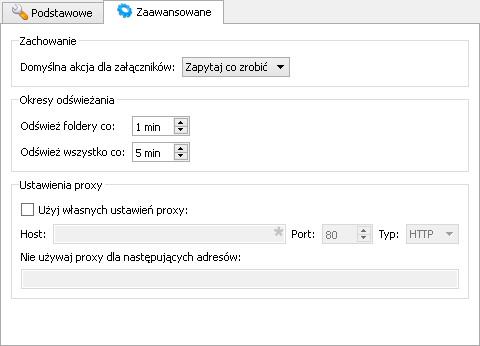 Podstawowe Zaawansowane
Zachowanie
Domyślna akcja dla załączników: Zapytaj co zrobić
Okresy odświeżania
Odśwież foldery co: 1 min
Odśwież wszystko co: 5 min
Ustawienia proxy
Użyj własnych ustawień proxy:
Host: * Port: 80 Typ: HTTP
Nie używaj proxy dla następujących adresów: